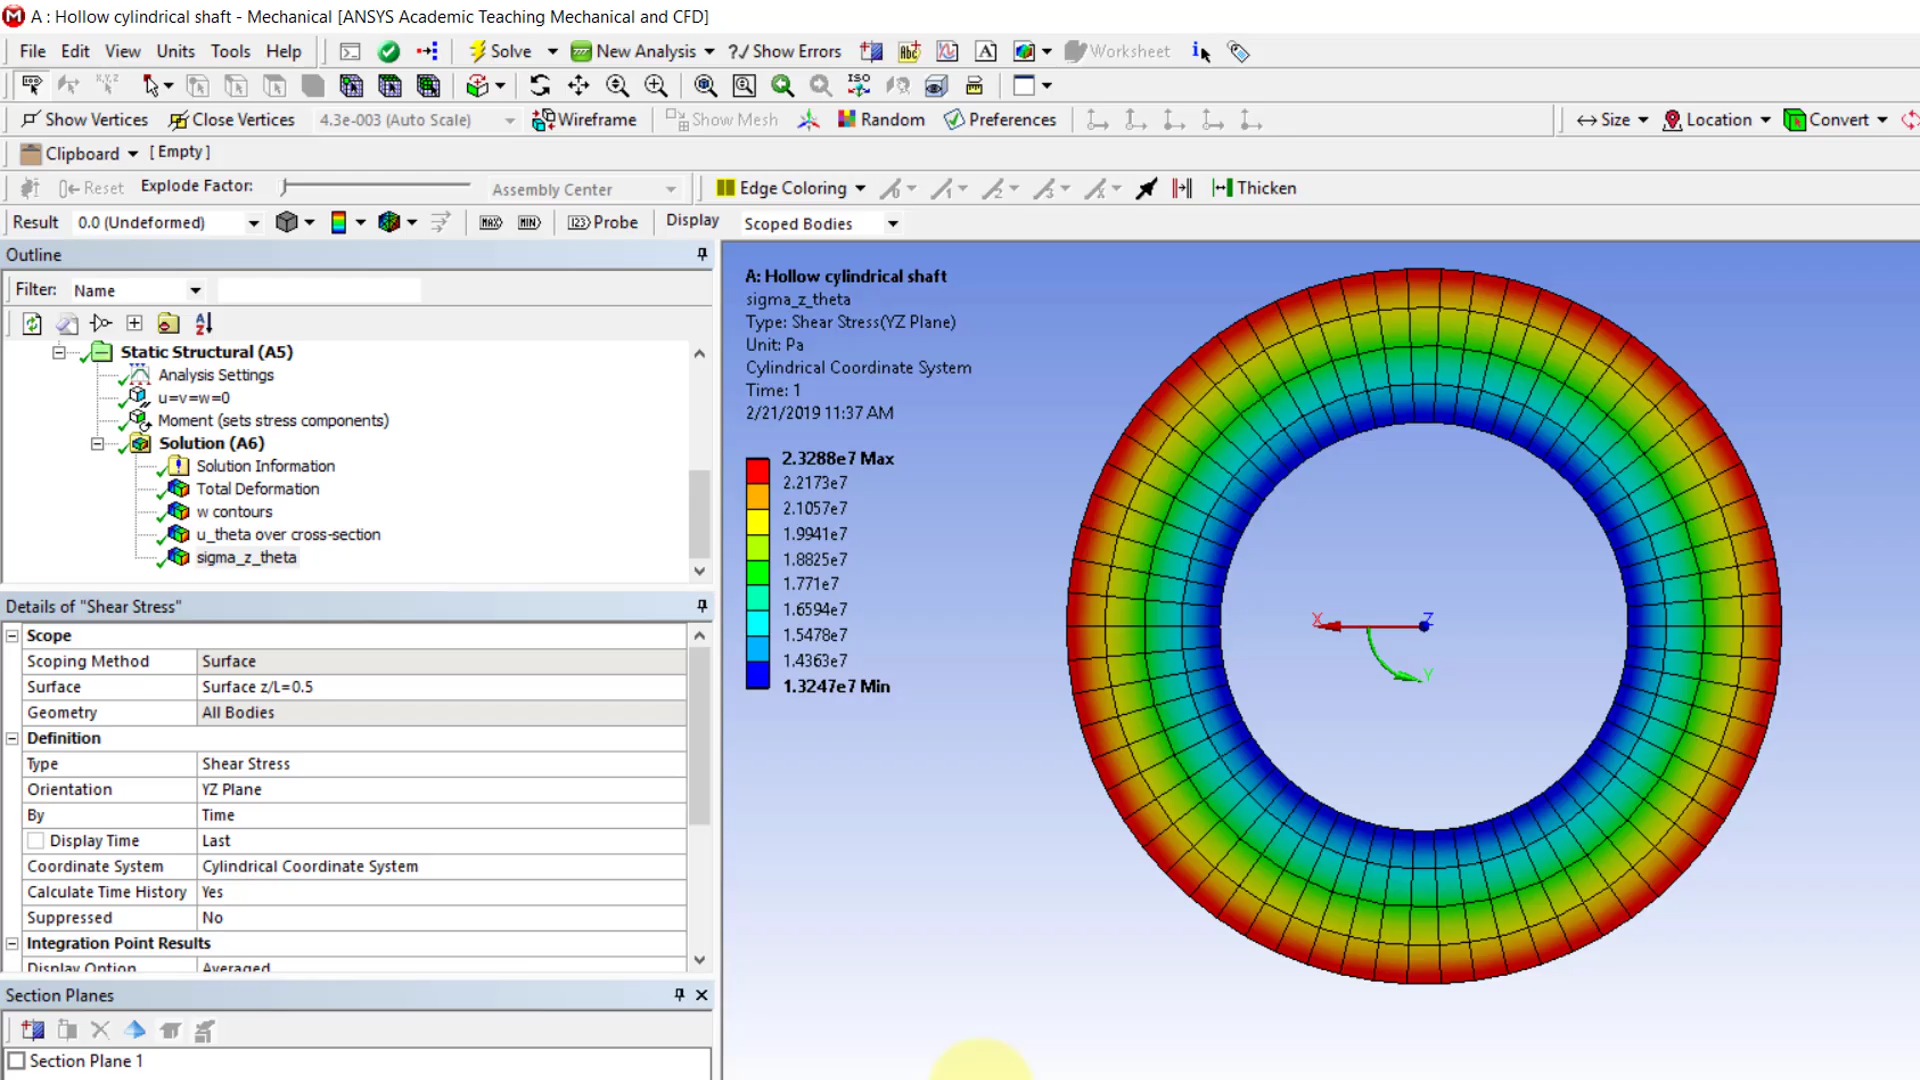 A : Hollow cylindrical shaft - Mechanical [ANSYS Academic Teaching Mechanical and CFD]
File Edit View Units Tools Help Solve New Analysis ?/ Show Errors Abc A Worksheet i
X,Y,Z ISO
Show Vertices Close Vertices 4.3e-003 (Auto Scale) Wireframe Show Mesh Random Preferences Size Location Convert
Clipboard [ Empty ]
Reset Explode Factor: Assembly Center Edge Coloring 0 1 2 3 x Thicken
Result 0.0 (Undeformed) MAX MIN 123 Probe Display Scoped Bodies
Outline
Filter: Name
A Z
Static Structural (A5)
Analysis Settings
u=v=w=0
Moment (sets stress components)
Solution (A6)
Solution Information
Total Deformation
w contours
u_theta over cross-section
sigma_z_theta
Details of "Shear Stress"
Scope
Scoping Method Surface
Surface Surface z/L=0.5
Geometry All Bodies
Definition
Type Shear Stress
Orientation YZ Plane
By Time
Display Time Last
Coordinate System Cylindrical Coordinate System
Calculate Time History Yes
Suppressed No
Integration Point Results
Display Option Averaged
Section Planes
Section Plane 1
A: Hollow cylindrical shaft
sigma_z_theta
Type: Shear Stress(YZ Plane)
Unit: Pa
Cylindrical Coordinate System
Time: 1
2/21/2019 11:37 AM
2.3288e7 Max
2.2173e7
2.1057e7
1.9941e7
1.8825e7
1.771e7
1.6594e7
1.5478e7
1.4363e7
1.3247e7 Min
X Z
Y